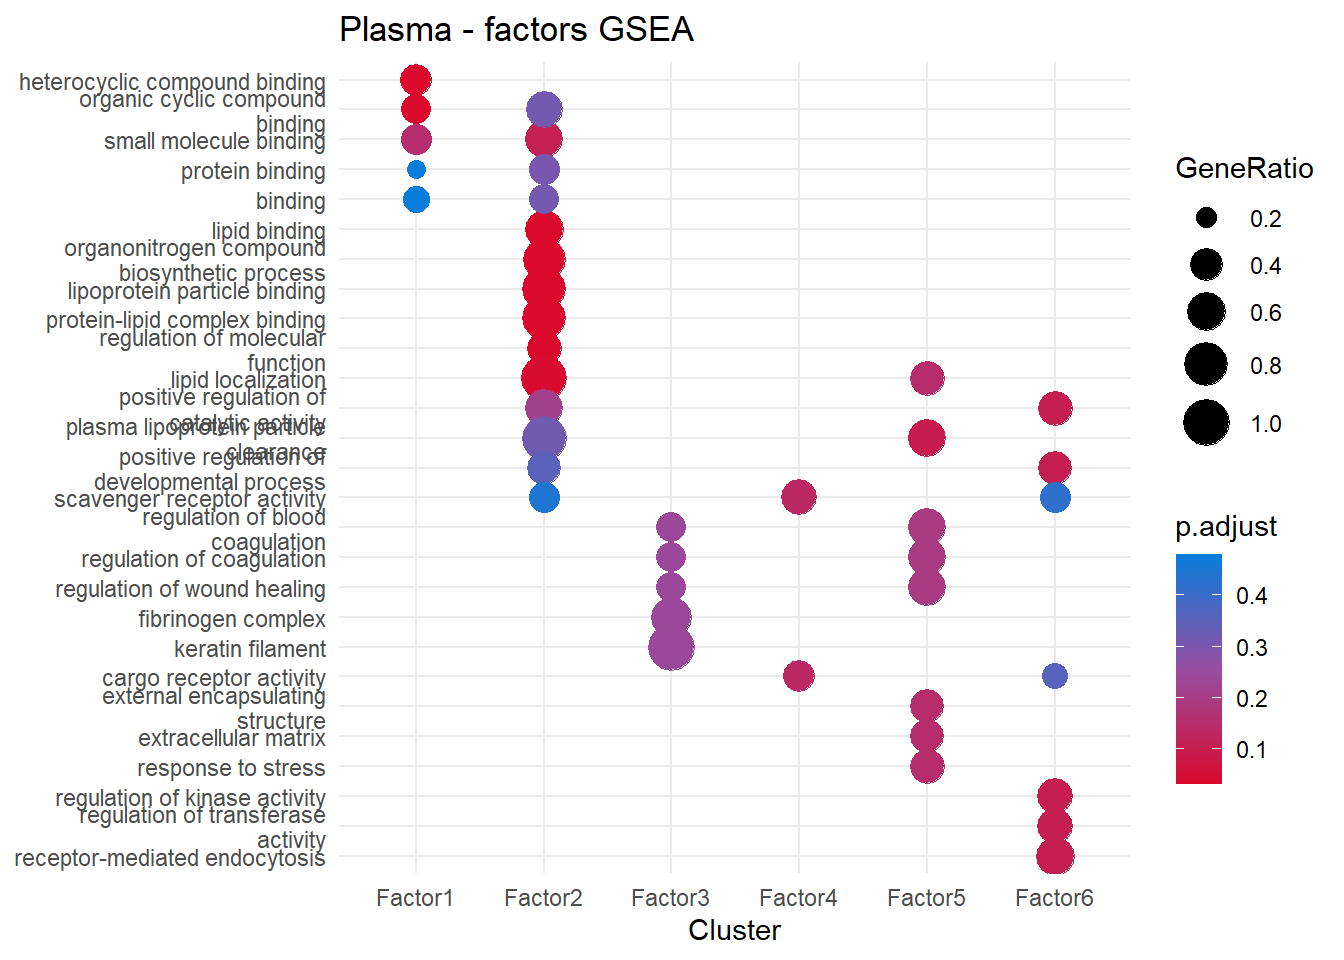 Plasma - factors GSEA
heterocyclic compound binding
organic cyclic compound
binding
small molecule binding
protein binding
binding
lipid binding
organonitrogen compound
biosynthetic process
lipoprotein particle binding
protein-lipid complex binding
regulation of molecular
function
lipid localization
positive regulation of
catalytic activity
plasma lipoprotein particle
clearance
positive regulation of
developmental process
scavenger receptor activity
regulation of blood
coagulation
regulation of coagulation
regulation of wound healing
fibrinogen complex
keratin filament
cargo receptor activity
external encapsulating
structure
extracellular matrix
response to stress
regulation of kinase activity
regulation of transferase
activity
receptor-mediated endocytosis
Factor1 Factor2 Factor3 Factor4 Factor5 Factor6
Cluster
GeneRatio
0.2
0.4
0.6
0.8
1.0
p.adjust
0.4
0.3
0.2
0.1